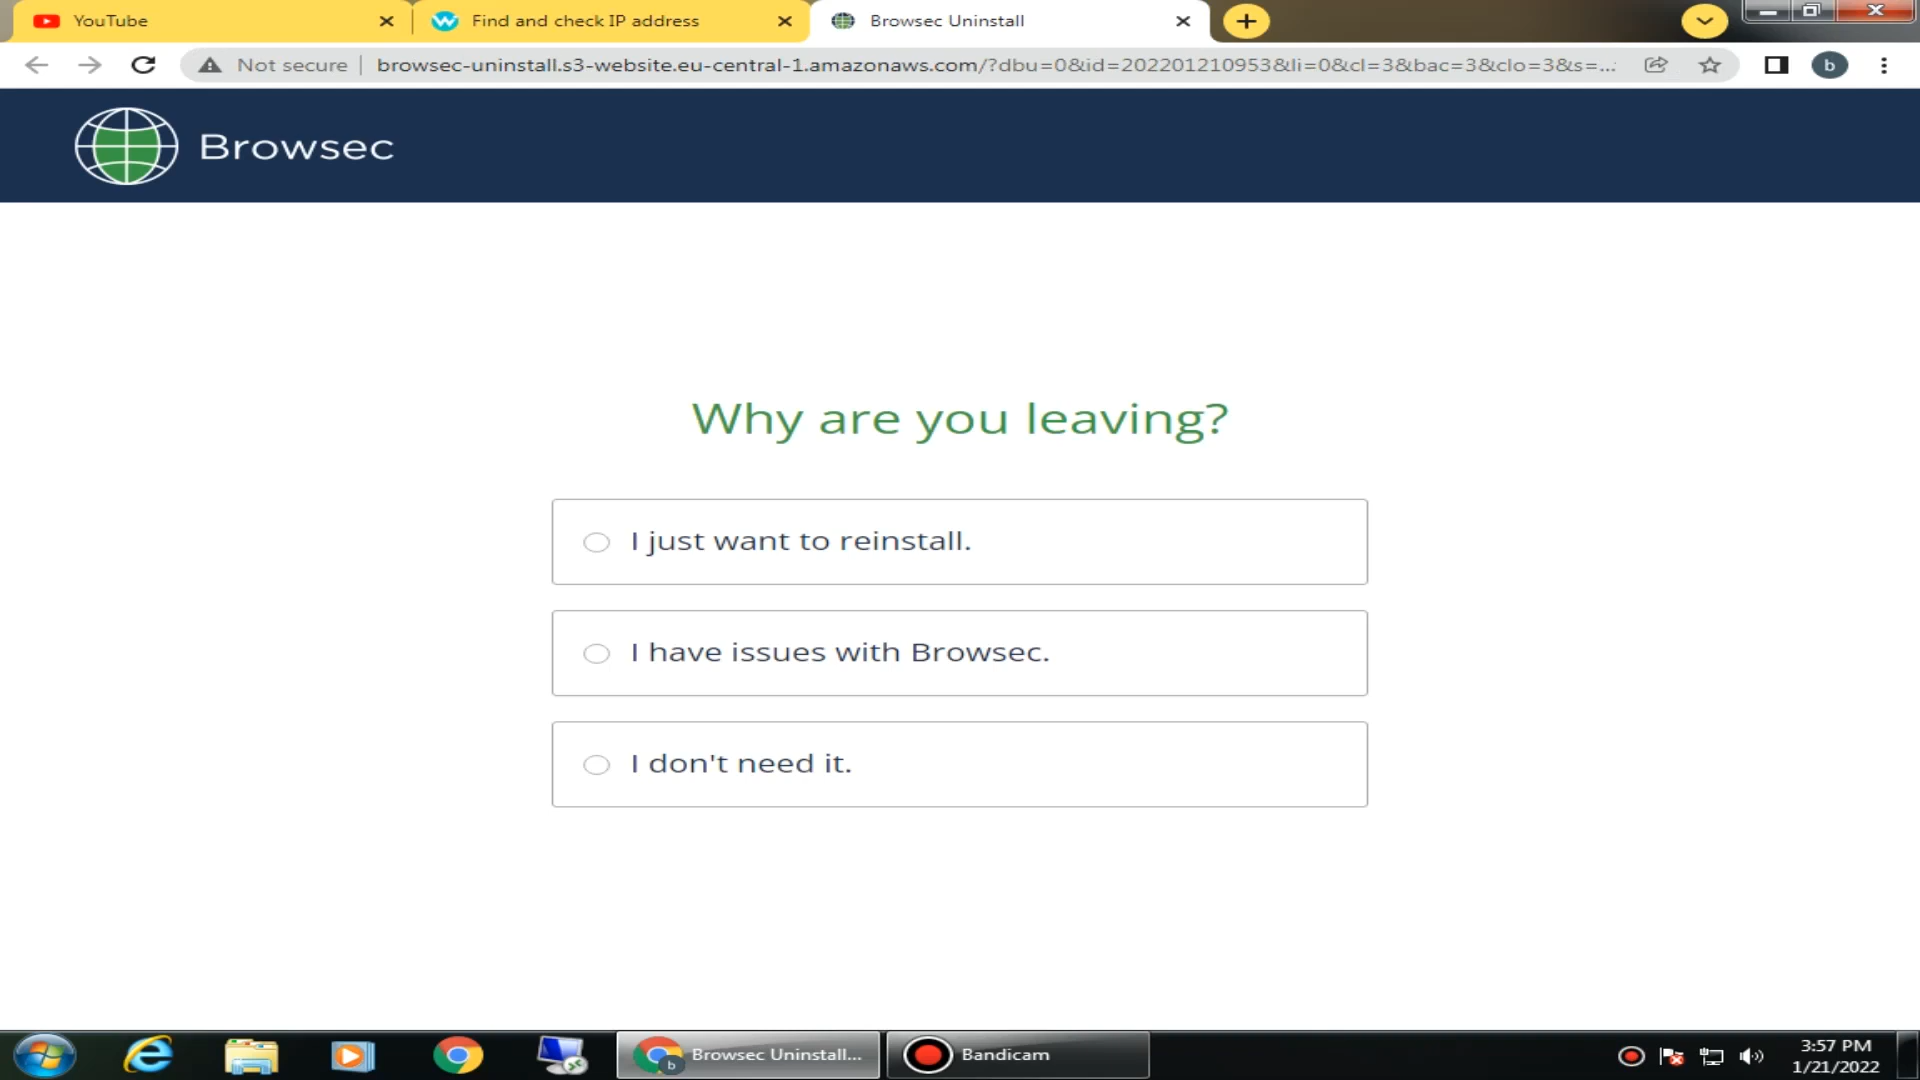 YouTube
Find and check IP address
Browsec Uninstall
Not secure
browsec-uninstall.s3-website.eu-central-1.amazonaws.com/?dbu=0&id=202201210953&li=0&cl=3&bac=3&clo=3&s=...
b
Browsec
Why are you leaving?
I just want to reinstall.
I have issues with Browsec.
I don't need it.
b
Browsec Uninstall...
Bandicam
3:57 PM
1/21/2022